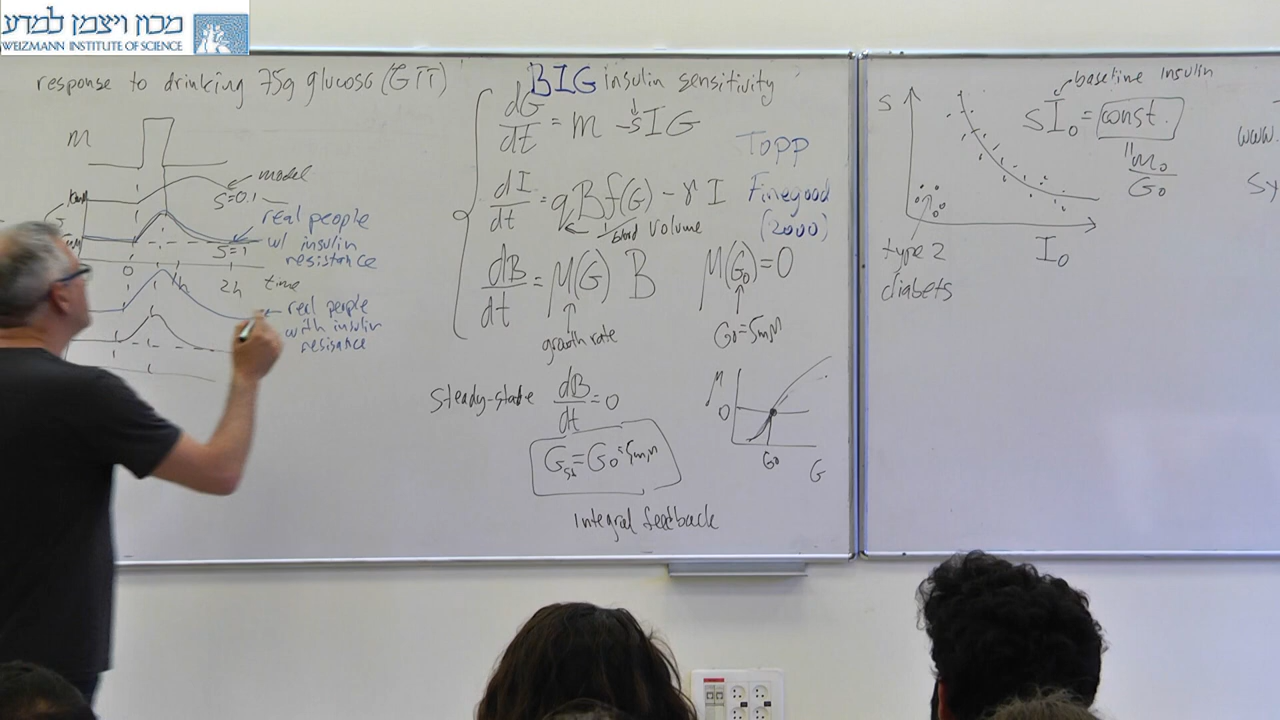 מכון ויצמן למדע
WEIZMANN INSTITUTE OF SCIENCE
response to drinking 75g glucose (GTT)
m
model
S=0.1
real people
w/ insulin
resistance
S=1
0
1h
2h
time
real people
with insulin
resisance
BIG insulin sensitivity
dG/dt = m - sIG
dI/dt = qBf(G) - γI
1/blood volume
dB/dt = μ(G) B
growth rate
μ(G₀)=0
G₀=5mM
TOPP
Finegood
(2000)
Steady-state dB/dt = 0
Gst=G₀=5mM
integral feedback
μ
0
G₀
G
S
baseline insulin
SI₀ = const.
m₀/G₀
I₀
type 2
diabets
www.